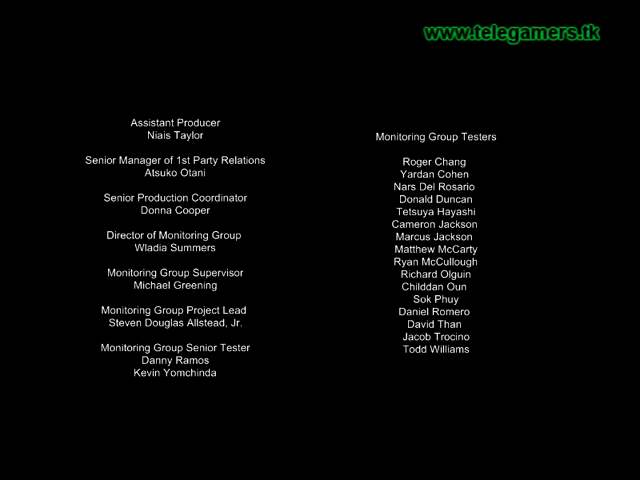 www.telegamers.tk
Assistant Producer
Niais Taylor
Senior Manager of 1st Party Relations
Atsuko Otani
Senior Production Coordinator
Donna Cooper
Director of Monitoring Group
Wladia Summers
Monitoring Group Supervisor
Michael Greening
Monitoring Group Project Lead
Steven Douglas Allstead, Jr.
Monitoring Group Senior Tester
Danny Ramos
Kevin Yomchinda
Monitoring Group Testers
Roger Chang
Yardan Cohen
Nars Del Rosario
Donald Duncan
Tetsuya Hayashi
Cameron Jackson
Marcus Jackson
Matthew McCarty
Ryan McCullough
Richard Olguin
Childdan Oun
Sok Phuy
Daniel Romero
David Than
Jacob Trocino
Todd Williams